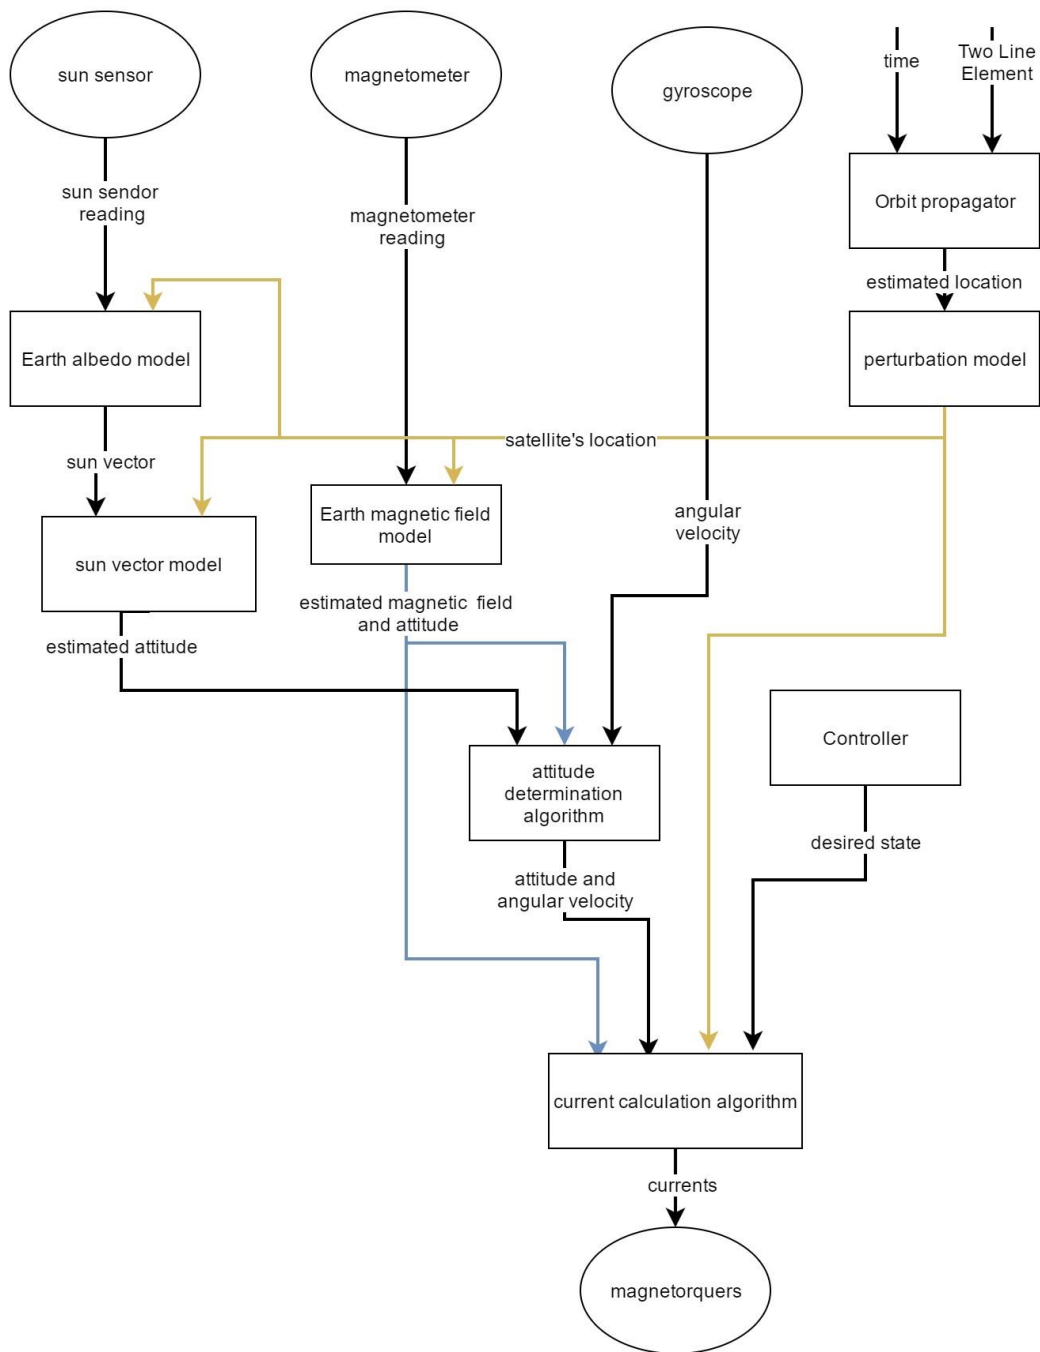 sun sensor
magnetometer
gyroscope
time
Two Line
Element
sun sendor
reading
magnetometer
reading
Orbit propagator
estimated location
Earth albedo model
perturbation model
satellite's location
sun vector
Earth magnetic field
model
angular
velocity
sun vector model
estimated magnetic field
and attitude
estimated attitude
Controller
attitude
determination
algorithm
desired state
attitude and
angular velocity
current calculation algorithm
currents
magnetorquers